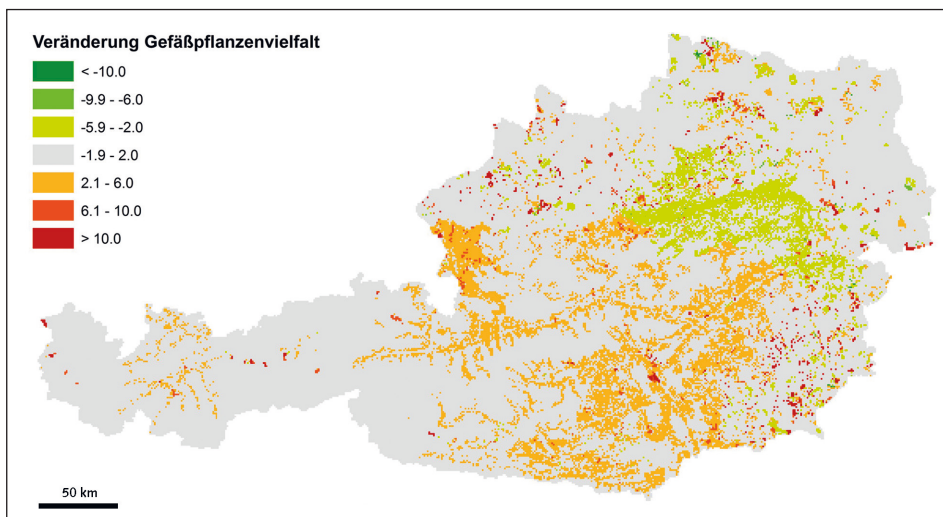 Veränderung Gefäßpflanzenvielfalt
< -10.0
-9.9 - -6.0
-5.9 - -2.0
-1.9 - 2.0
2.1 - 6.0
6.1 - 10.0
> 10.0
50 km